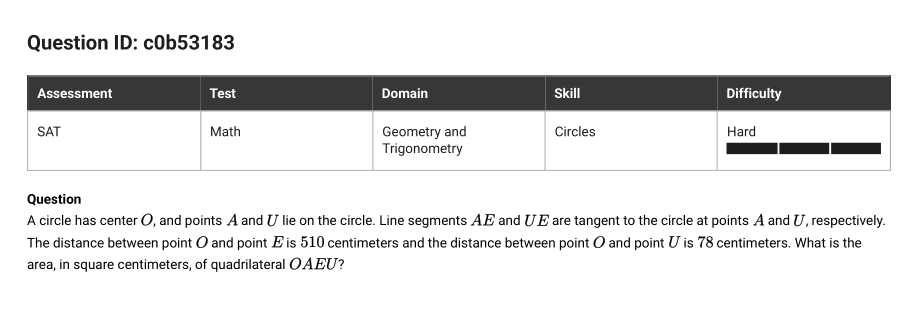 Question ID: c0b53183
Assessment Test Domain Skill Difficulty
SAT Math Geometry and Trigonometry Circles Hard
Question
A circle has center O, and points A and U lie on the circle. Line segments AE and UE are tangent to the circle at points A and U, respectively.
The distance between point O and point E is 510 centimeters and the distance between point O and point U is 78 centimeters. What is the
area, in square centimeters, of quadrilateral OAEU?